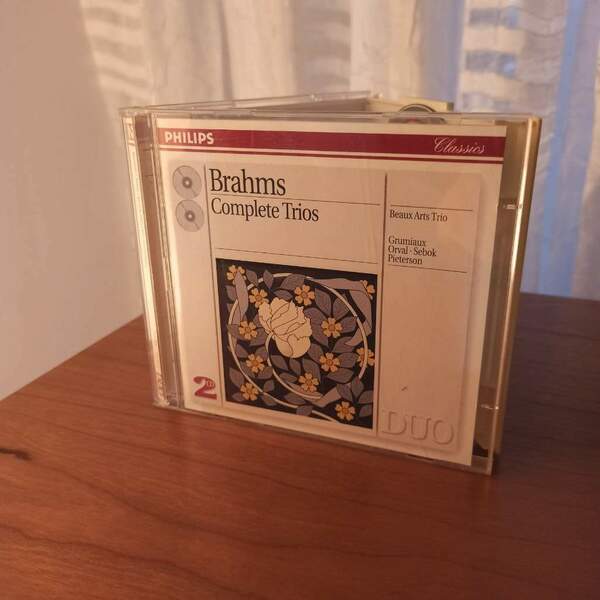 PHILIPS
Classics
Brahms
Complete Trios
Beaux Arts Trio
Grumiaux
Orval · Sebok
Pieterson
2CD
DUO